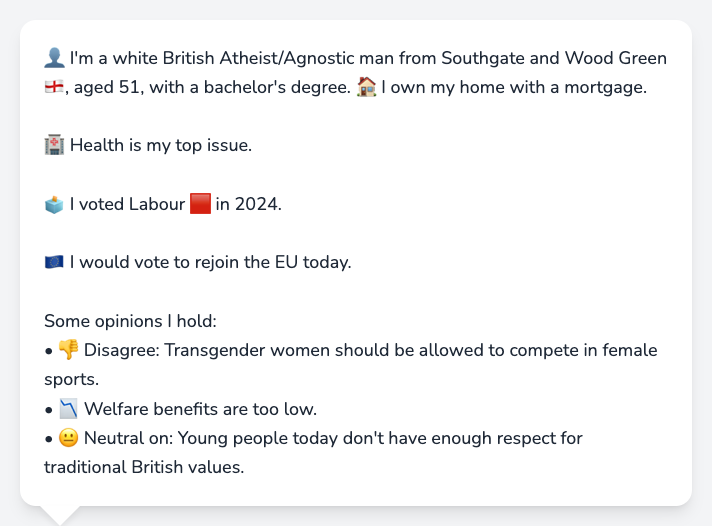 👤 I'm a white British Atheist/Agnostic man from Southgate and Wood Green
🏴󠁧󠁢󠁥󠁮󠁧󠁿, aged 51, with a bachelor's degree. 🏠 I own my home with a mortgage.
🏥 Health is my top issue.
🗳️ I voted Labour 🟥 in 2024.
🇪🇺 I would vote to rejoin the EU today.
Some opinions I hold:
• 👎 Disagree: Transgender women should be allowed to compete in female
sports.
• 📉 Welfare benefits are too low.
• 😐 Neutral on: Young people today don't have enough respect for
traditional British values.